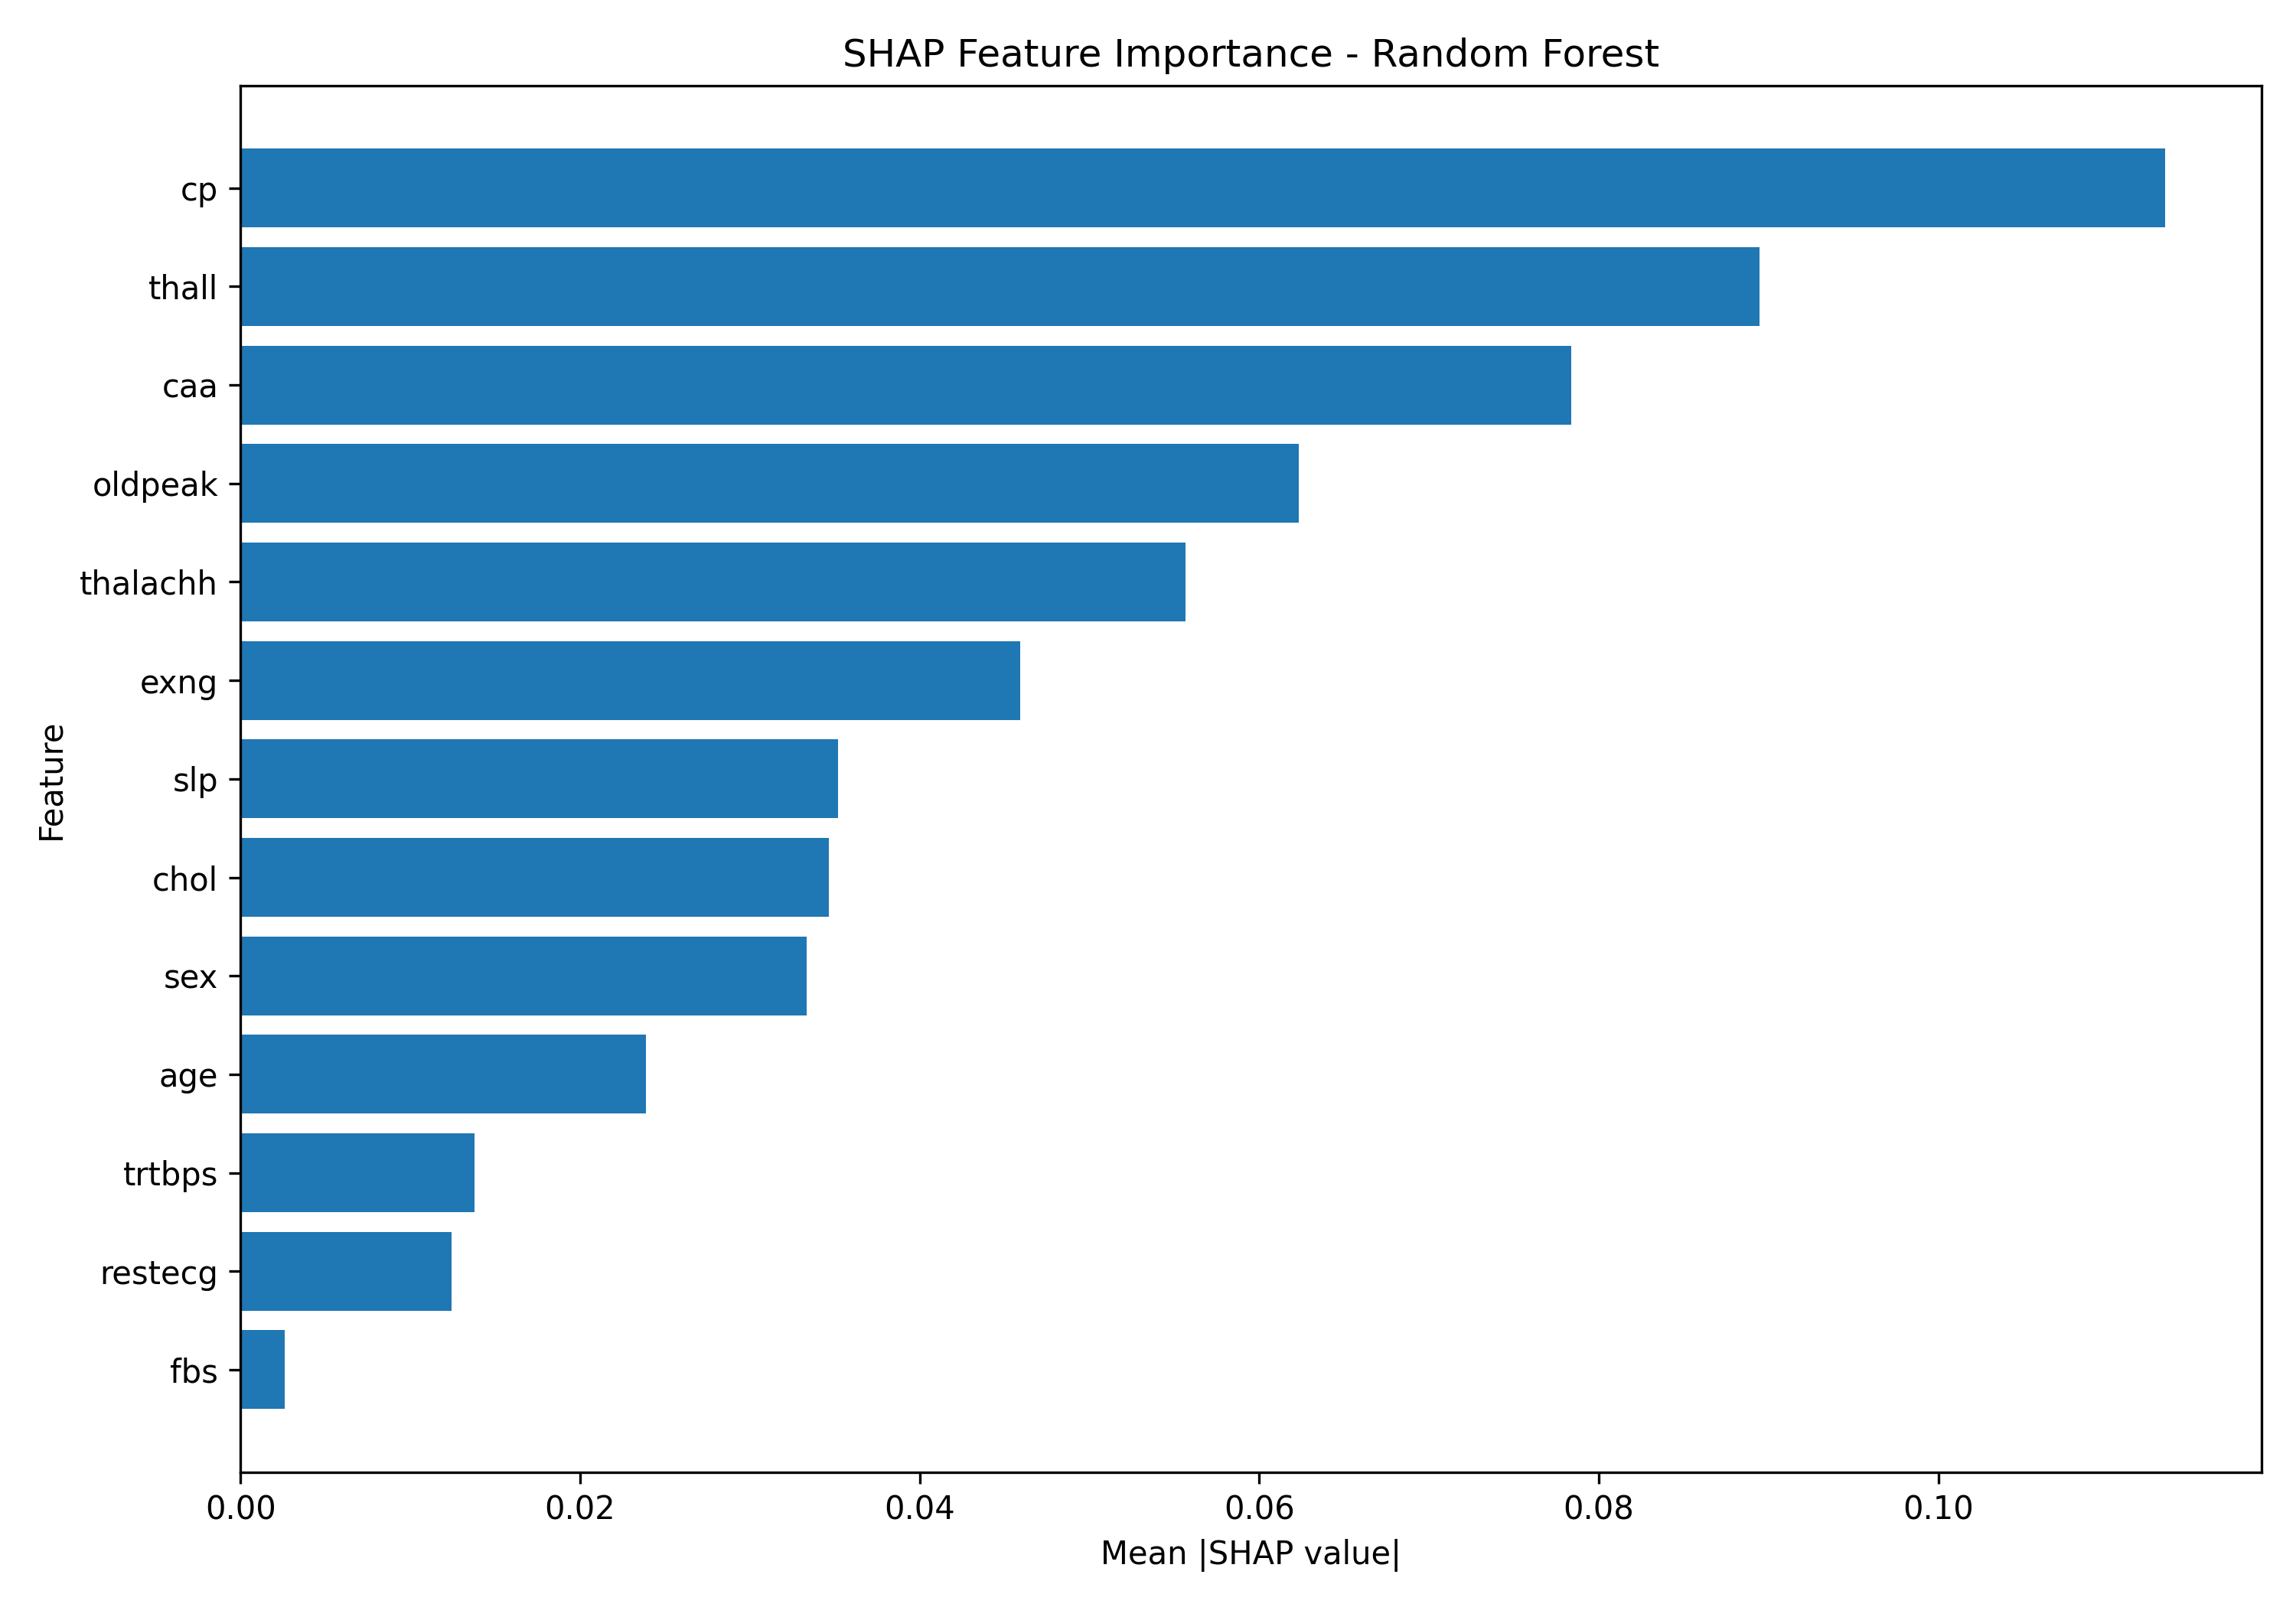 SHAP Feature Importance - Random Forest
cp
thall
caa
oldpeak
thalachh
exng
slp
chol
sex
age
trtbps
restecg
fbs
Feature
0.00 0.02 0.04 0.06 0.08 0.10
Mean |SHAP value|